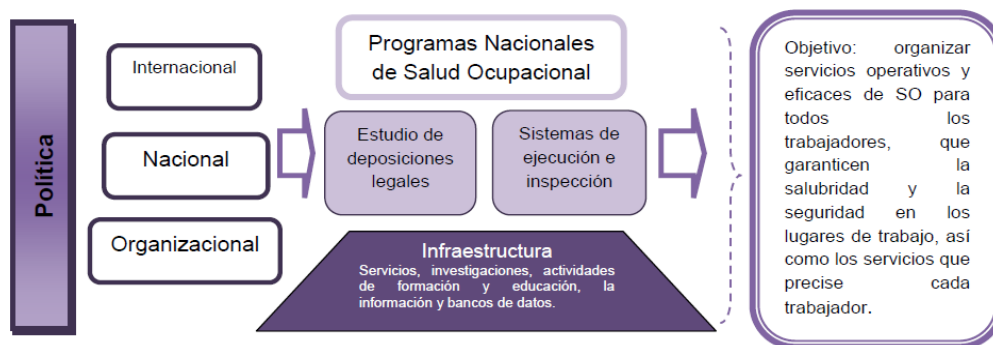 Política
Internacional
Nacional
Organizacional
Programas Nacionales
de Salud Ocupacional
Estudio de
deposiciones
legales
Sistemas de
ejecución e
inspección
Infraestructura
Servicios, investigaciones, actividades
de formación y educación, la
información y bancos de datos.
Objetivo: organizar
servicios operativos y
eficaces de SO para
todos los
trabajadores, que
garanticen la
salubridad y la
seguridad en los
lugares de trabajo, así
como los servicios que
precise cada
trabajador.